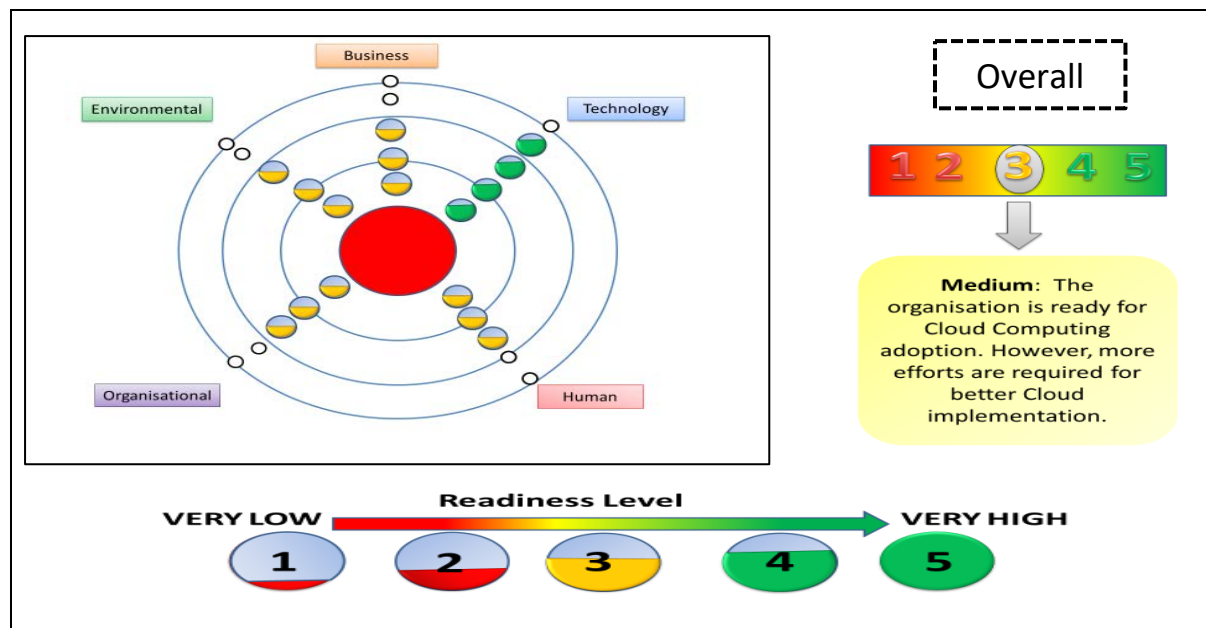 Business
Environmental
Technology
Organisational
Human
Overall
1 2 3 4 5
Medium: The
organisation is ready for
Cloud Computing
adoption. However, more
efforts are required for
better Cloud
implementation.
Readiness Level
VERY LOW
VERY HIGH
1 2 3 4 5